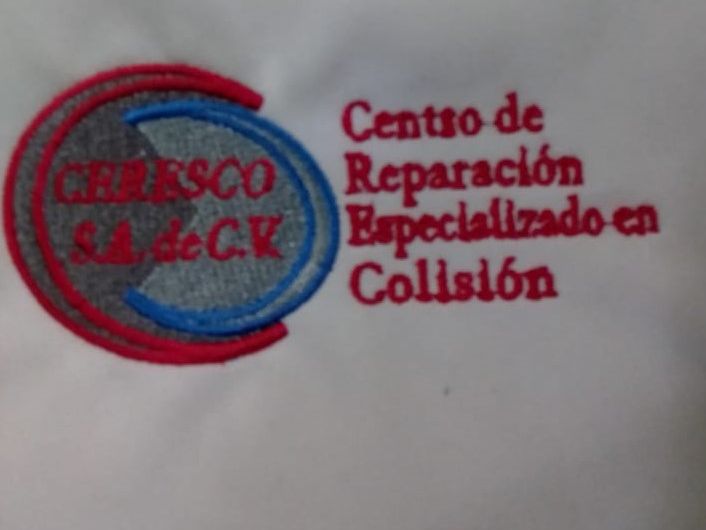 CERESCO
S.A. de C.V.
Centro de
Reparación
Especializado en
Colisión